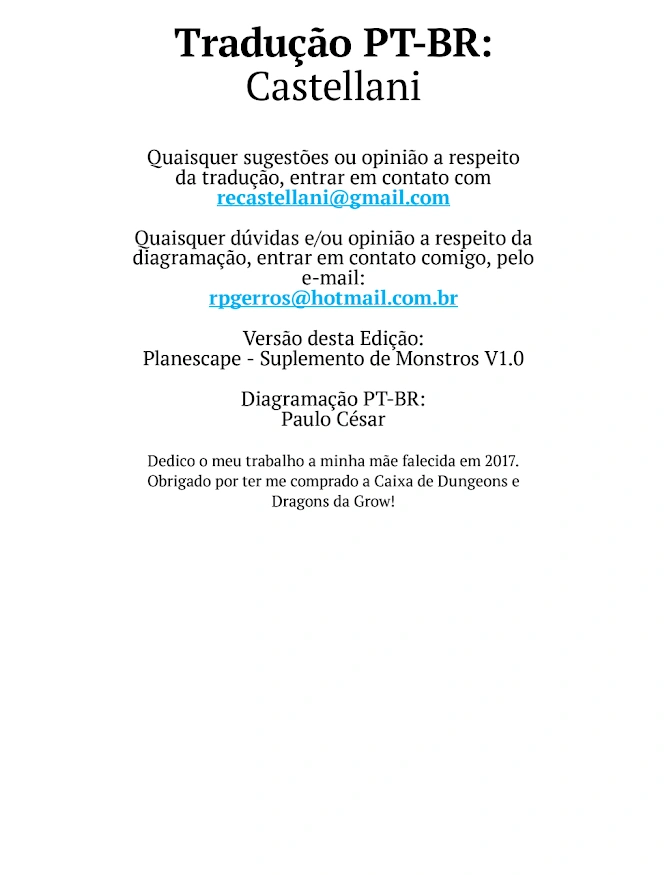 Tradução PT-BR:
Castellani
Quaisquer sugestões ou opinião a respeito
da tradução, entrar em contato com
recastellani@gmail.com
Quaisquer dúvidas e/ou opinião a respeito da
diagramação, entrar em contato comigo, pelo
e-mail:
rpgerros@hotmail.com.br
Versão desta Edição:
Planescape - Suplemento de Monstros V1.0
Diagramação PT-BR:
Paulo César
Dedico o meu trabalho a minha mãe falecida em 2017.
Obrigado por ter me comprado a Caixa de Dungeons e
Dragons da Grow!